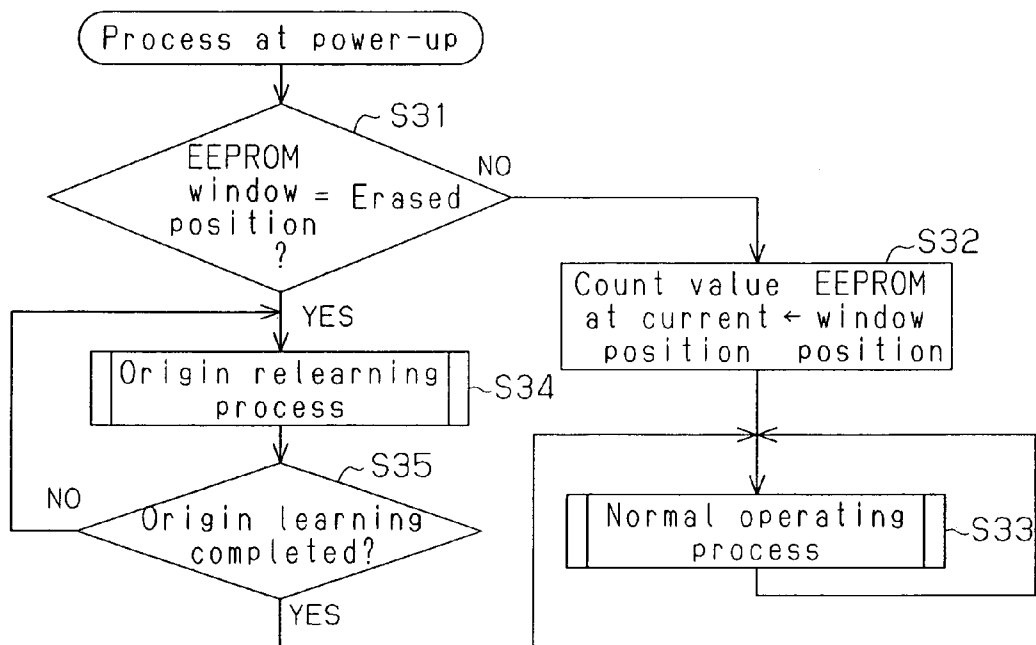 Process at power-up
S31
EEPROM
window = Erased
position
?
NO
YES
S32
Count value EEPROM
at current ← window
position position
Origin relearning
process
S34
S35
NO
Origin learning
completed?
YES
Normal operating
process
S33